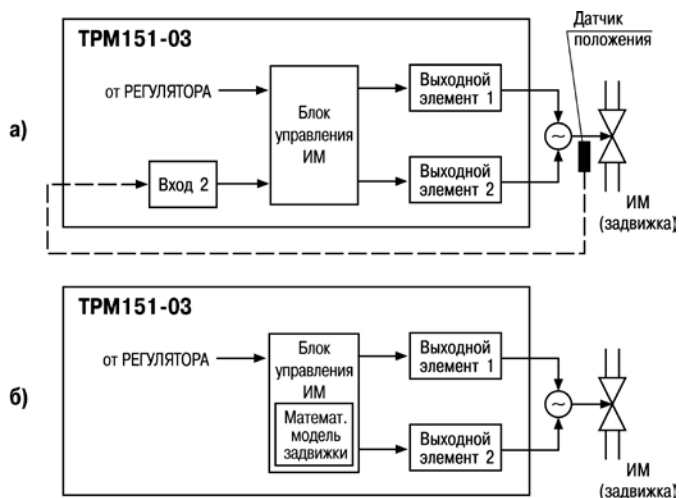 ТРМ151-03
Датчик
положения
от РЕГУЛЯТОРА
Блок
управления
ИМ
Выходной
элемент 1
а)
Вход 2
Выходной
элемент 2
~
ИМ
(задвижка)
ТРМ151-03
от РЕГУЛЯТОРА
Блок
управления
ИМ
Математ.
модель
задвижки
Выходной
элемент 1
б)
Выходной
элемент 2
~
ИМ
(задвижка)